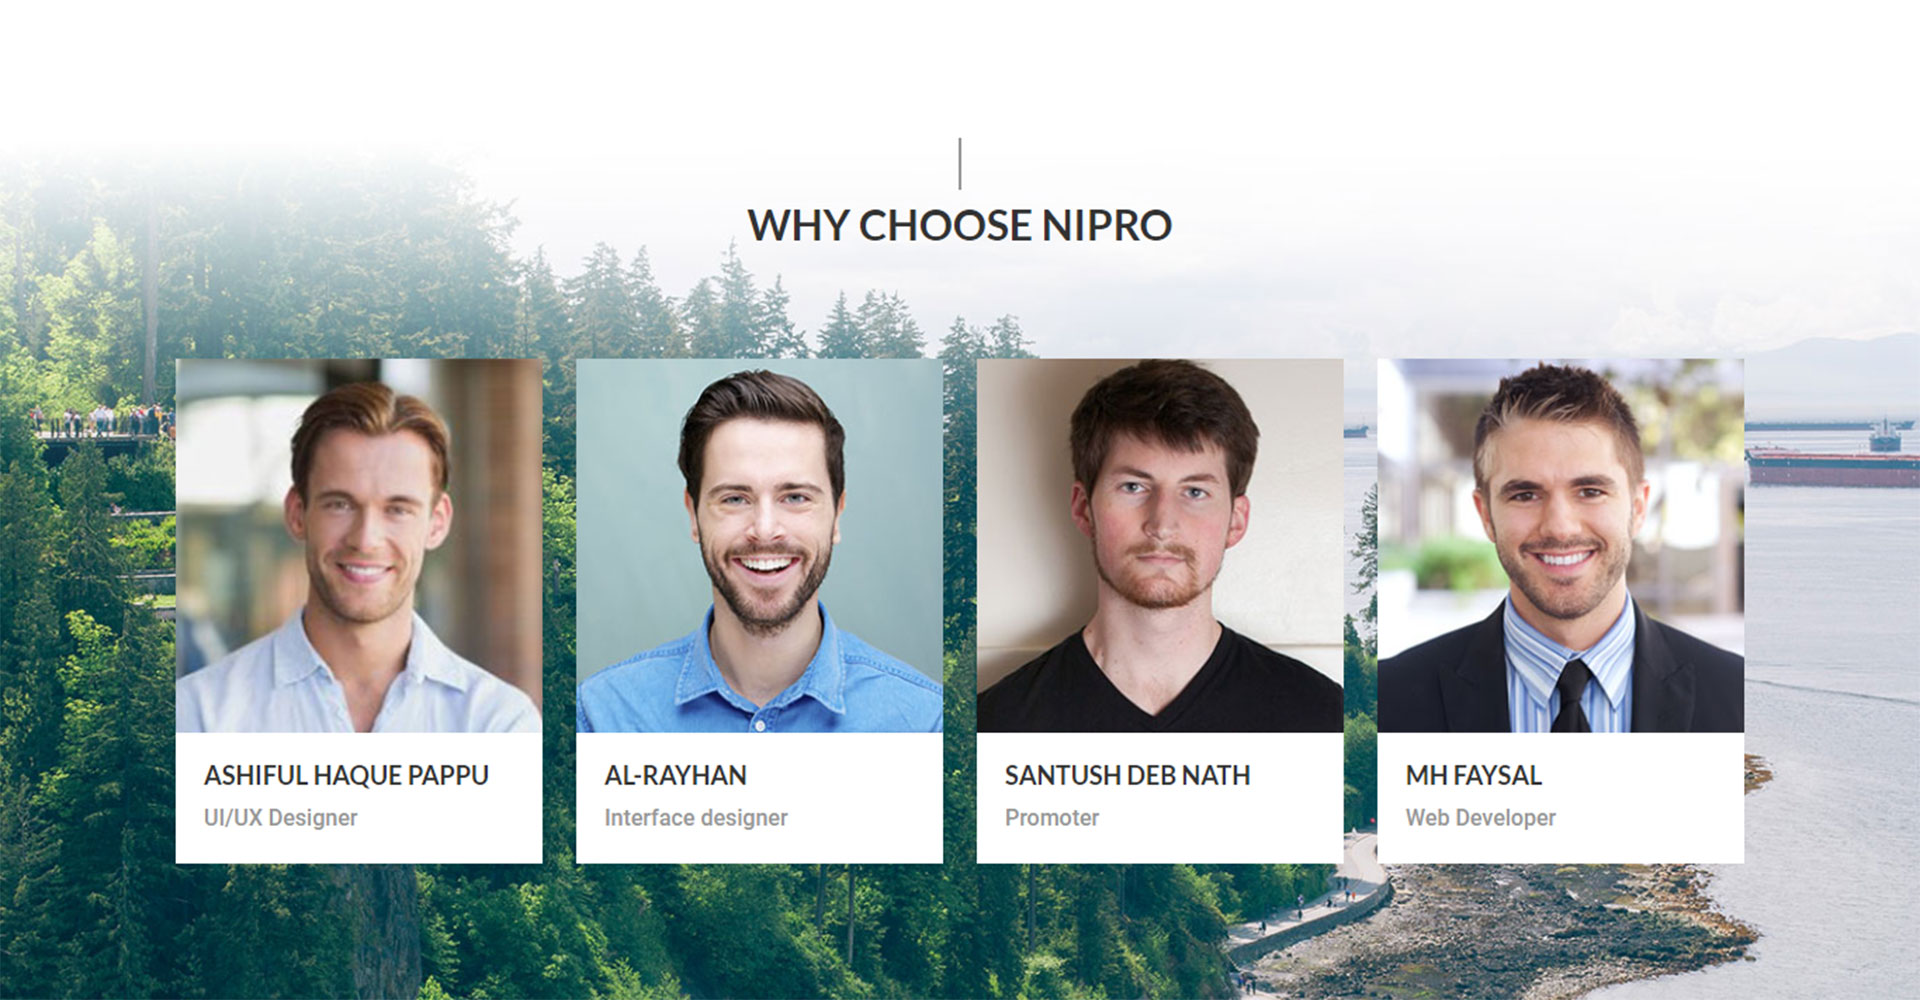 WHY CHOOSE NIPRO
ASHIFUL HAQUE PAPPU
UI/UX Designer
AL-RAYHAN
Interface designer
SANTUSH DEB NATH
Promoter
MH FAYSAL
Web Developer